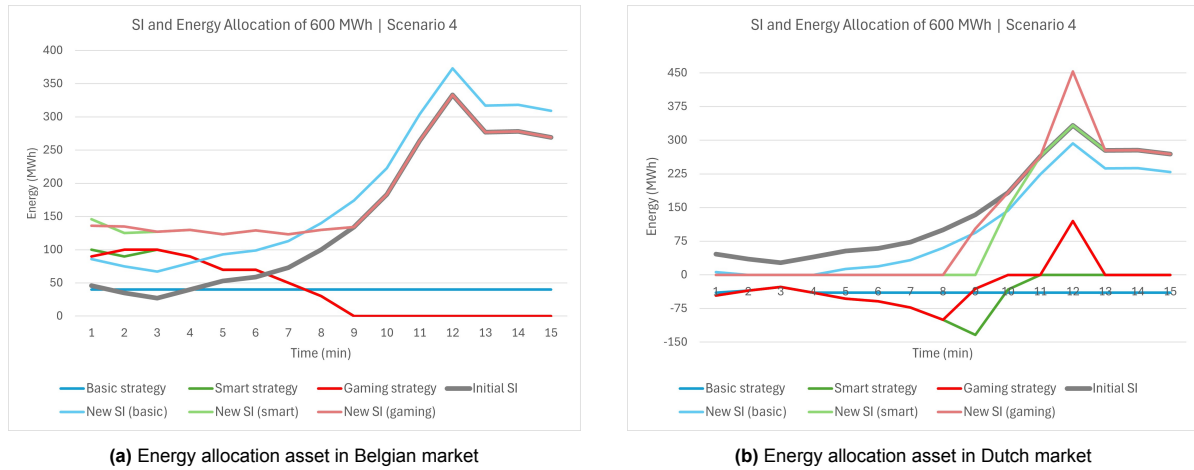 SI and Energy Allocation of 600 MWh | Scenario 4
400
350
300
250
200
150
100
50
0
Energy (MWh)
1 2 3 4 5 6 7 8 9 10 11 12 13 14 15
Time (min)
Basic strategy Smart strategy Gaming strategy Initial SI
New SI (basic) New SI (smart) New SI (gaming)
(a) Energy allocation asset in Belgian market
SI and Energy Allocation of 600 MWh | Scenario 4
450
375
300
225
150
75
0
-75
-150
Energy (MWh)
1 2 3 4 5 6 7 8 9 10 11 12 13 14 15
Time (min)
Basic strategy Smart strategy Gaming strategy Initial SI
New SI (basic) New SI (smart) New SI (gaming)
(b) Energy allocation asset in Dutch market